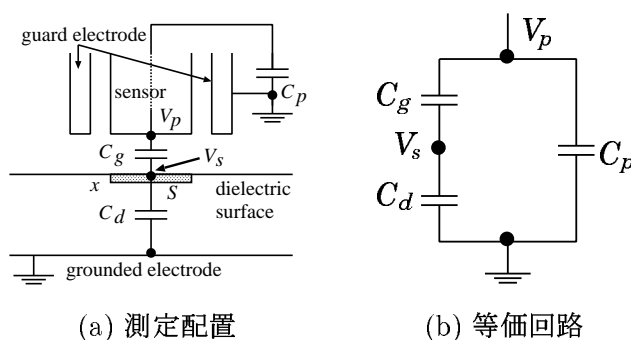 guard electrode
sensor
V_p
C_p
C_g
V_s
x
S
dielectric
surface
C_d
grounded electrode
(a) 測定配置
V_p
C_g
V_s
C_d
C_p
(b) 等価回路